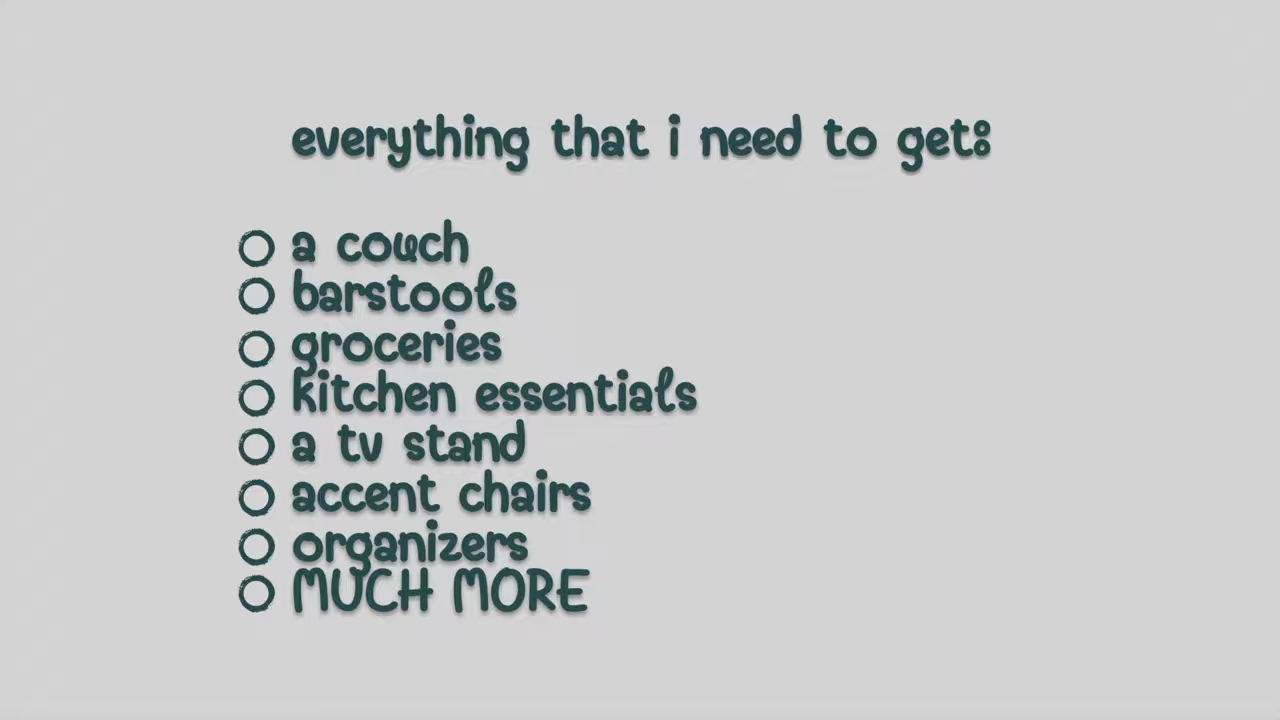 everything that i need to get:
a couch
barstools
groceries
kitchen essentials
a tv stand
accent chairs
organizers
MUCH MORE